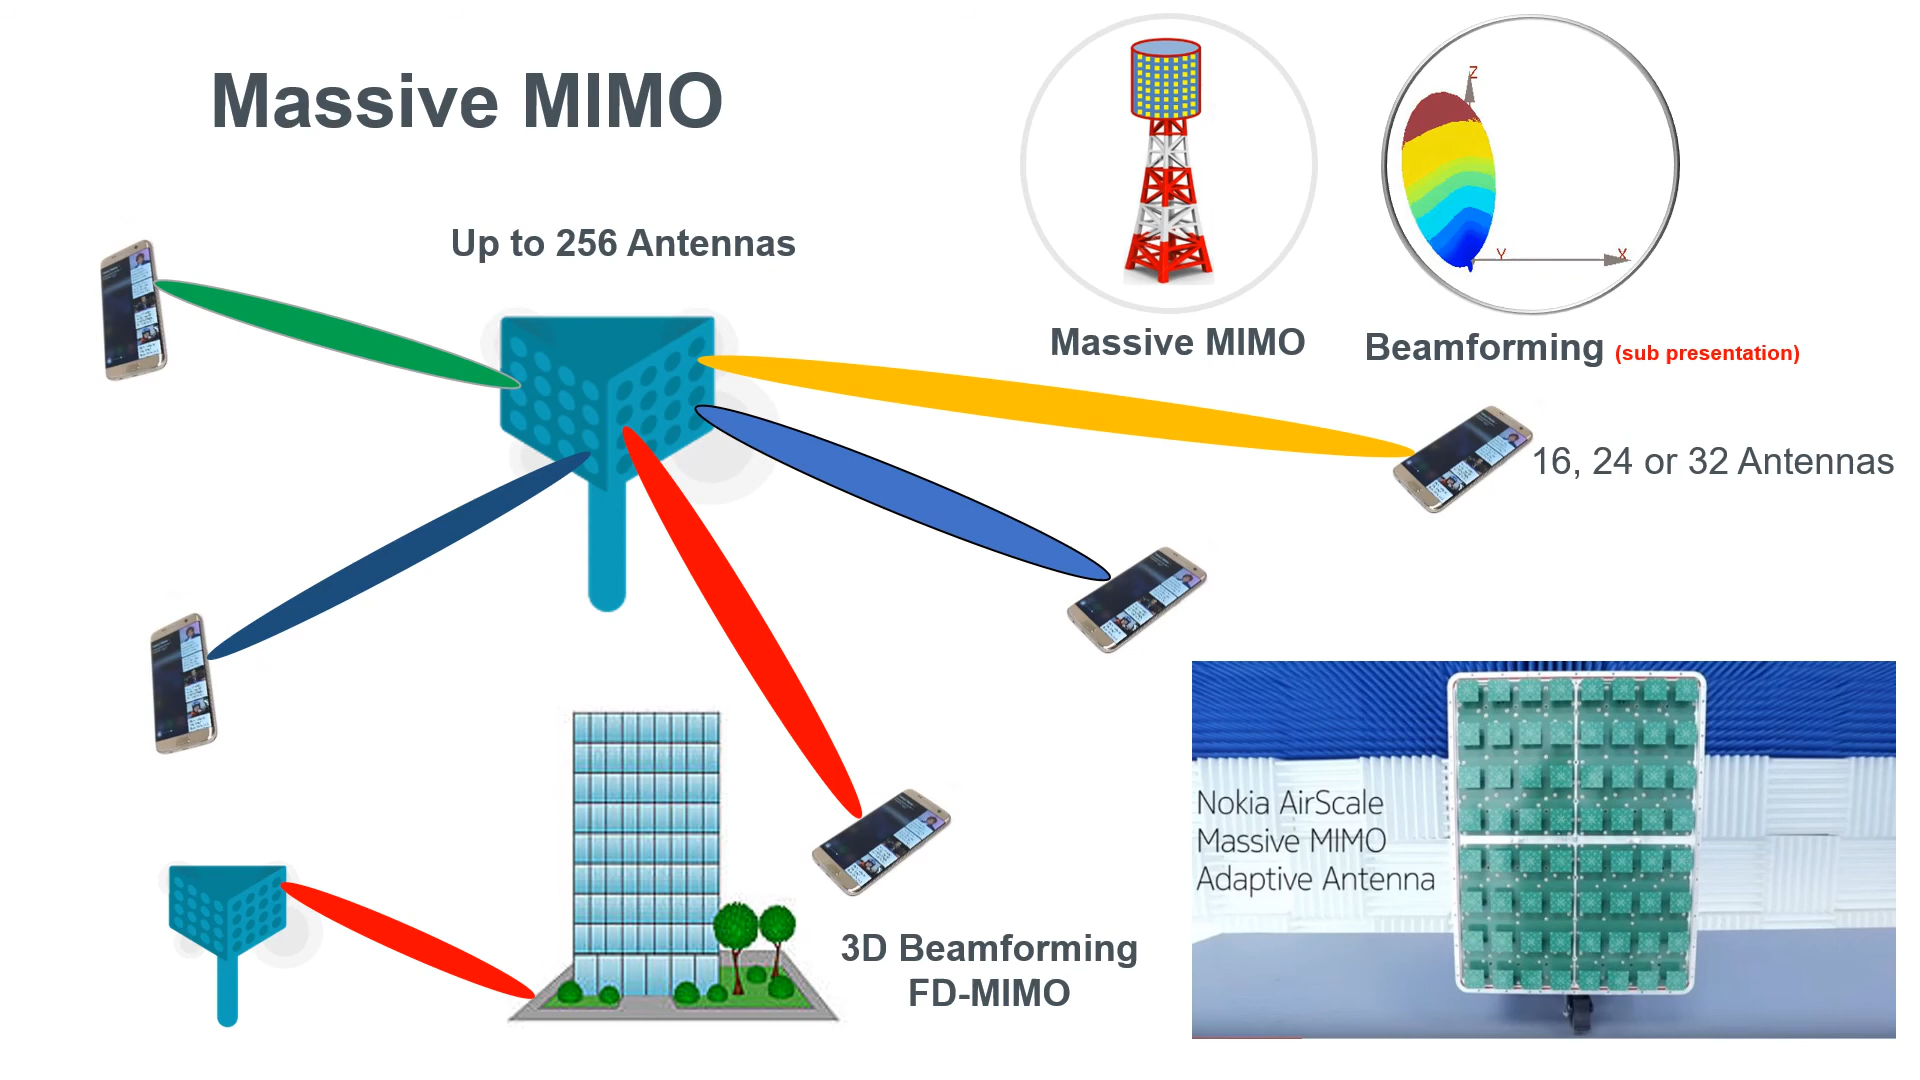 Massive MIMO
Up to 256 Antennas
Z
Y
X
Massive MIMO
Beamforming (sub presentation)
16, 24 or 32 Antennas
Nokia AirScale
Massive MIMO
Adaptive Antenna
3D Beamforming
FD-MIMO